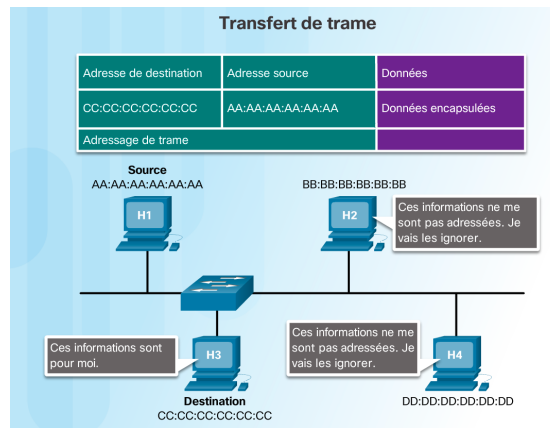 Transfert de trame
Adresse de destination
Adresse source
Données
CC:CC:CC:CC:CC:CC
AA:AA:AA:AA:AA:AA
Données encapsulées
Adressage de trame
Source
AA:AA:AA:AA:AA:AA
H1
BB:BB:BB:BB:BB:BB
H2
Ces informations ne me
sont pas adressées. Je
vais les ignorer.
Ces informations sont
pour moi.
H3
Destination
CC:CC:CC:CC:CC:CC
Ces informations ne me
sont pas adressées. Je
vais les ignorer.
H4
DD:DD:DD:DD:DD:DD